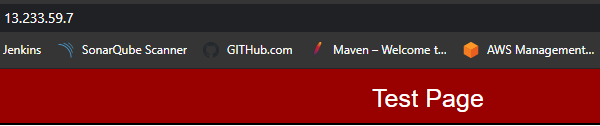 13.233.59.7
Jenkins SonarQube Scanner GITHub.com Maven – Welcome t... AWS Management...
Test Page